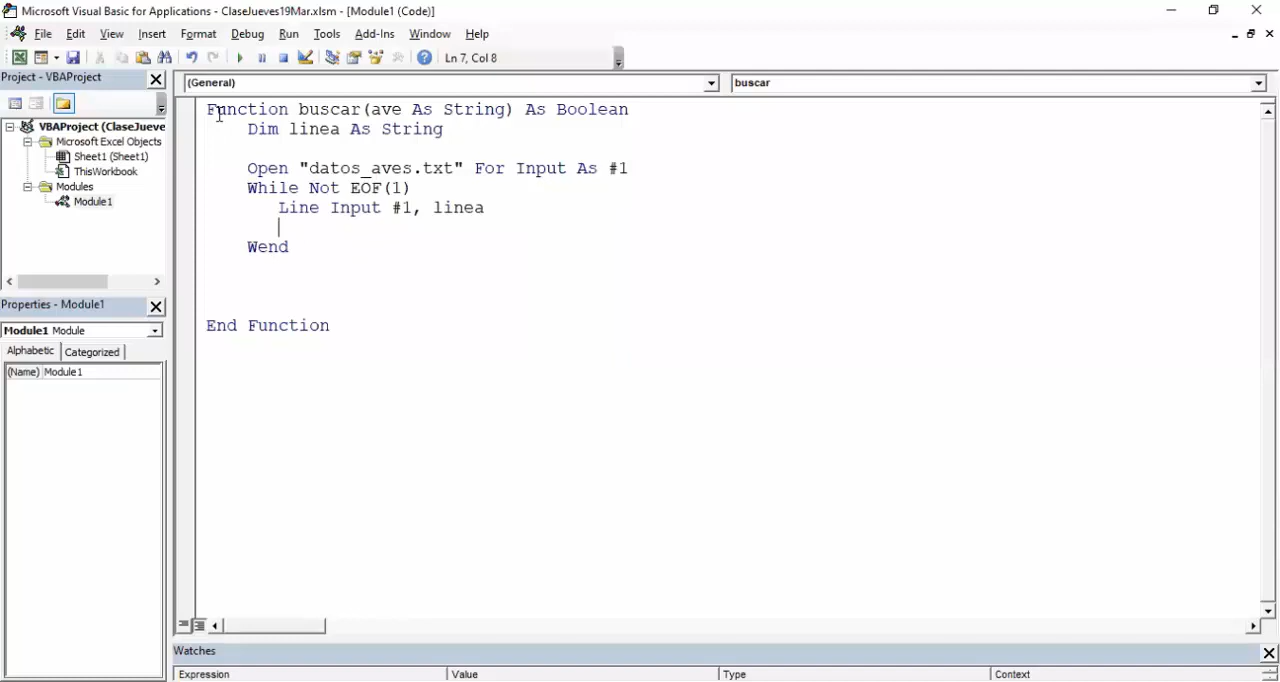 Microsoft Visual Basic for Applications - ClaseJueves19Mar.xlsm - [Module1 (Code)]
File Edit View Insert Format Debug Run Tools Add-Ins Window Help
Ln 7, Col 8
Project - VBAProject
(General)
buscar
VBAProject (ClaseJueve
Microsoft Excel Objects
Sheet1 (Sheet1)
ThisWorkbook
Modules
Module1
Properties - Module1
Module1 Module
Alphabetic Categorized
(Name) Module1
Function buscar(ave As String) As Boolean
Dim linea As String
Open "datos_aves.txt" For Input As #1
While Not EOF(1)
Line Input #1, linea
Wend
End Function
Watches
Expression Value Type Context